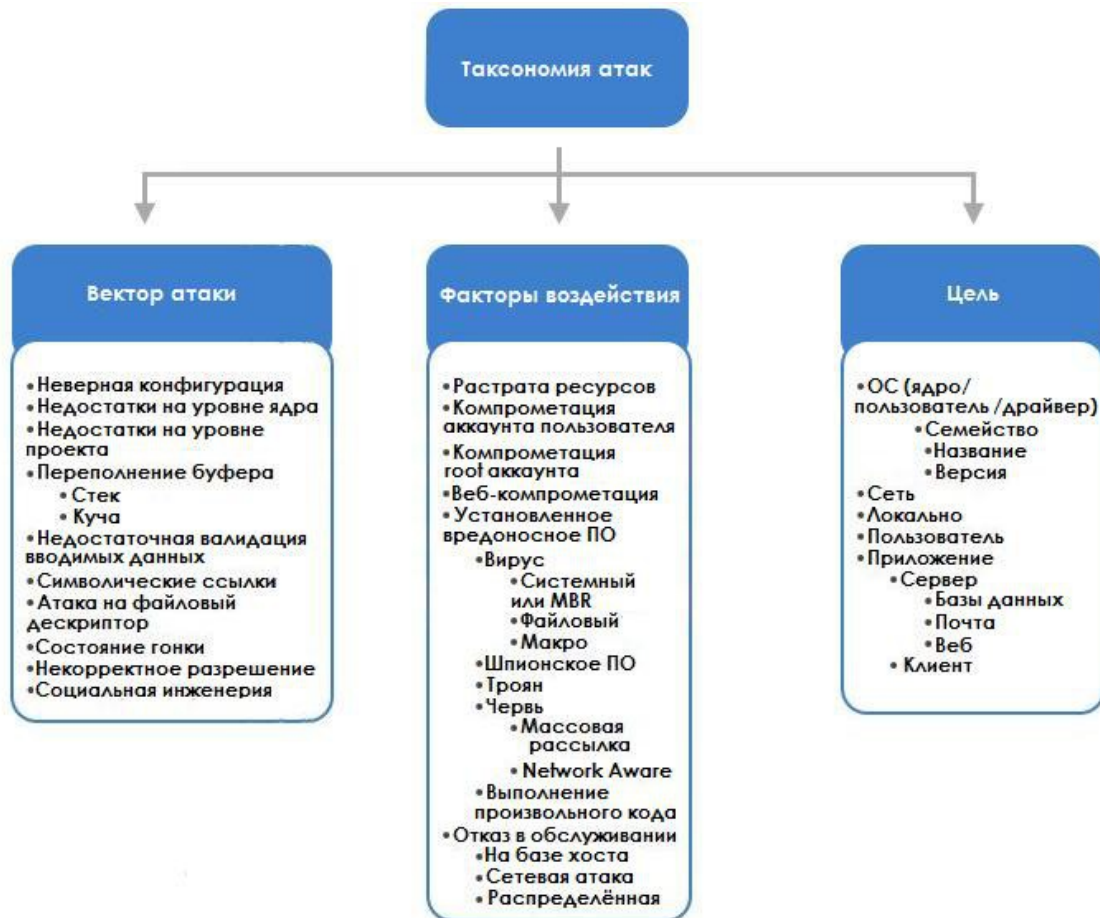 Таксономия атак
Вектор атаки
•Неверная конфигурация
•Недостатки на уровне ядра
•Недостатки на уровне
проекта
•Переполнение буфера
•Стек
•Куча
•Недостаточная валидация
вводимых данных
•Символические ссылки
•Атака на файловый
дескриптор
•Состояние гонки
•Некорректное разрешение
•Социальная инженерия
Факторы воздействия
•Растрата ресурсов
•Компрометация
аккаунта пользователя
•Компрометация
root аккаунта
•Веб-компрометация
•Установленное
вредоносное ПО
•Вирус
•Системный
или MBR
•Файловый
•Макро
•Шпионское ПО
•Троян
•Червь
•Массовая
рассылка
•Network Aware
•Выполнение
произвольного кода
•Отказ в обслуживании
•На базе хоста
•Сетевая атака
•Распределённая
Цель
•ОС (ядро/
пользователь /драйвер)
•Семейство
•Название
•Версия
•Сеть
•Локально
•Пользователь
•Приложение
•Сервер
•Базы данных
•Почта
•Веб
•Клиент